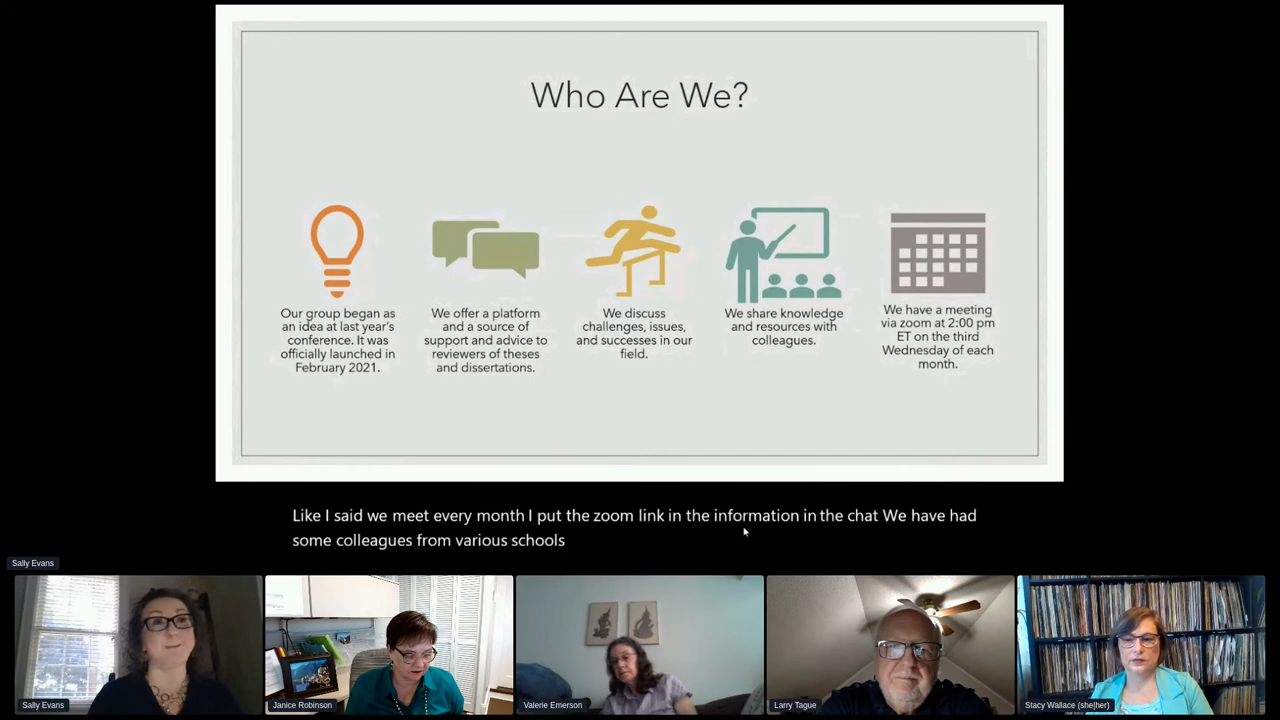 Who Are We?
Our group began as
an idea at last year's
conference. It was
officially launched in
February 2021.
We offer a platform
and a source of
support and advice to
reviewers of theses
and dissertations.
We discuss
challenges, issues,
and successes in our
field.
We share knowledge
and resources with
colleagues.
We have a meeting
via zoom at 2:00 pm
ET on the third
Wednesday of each
month.
Like I said we meet every month I put the zoom link in the information in the chat We have had
some colleagues from various schools
Sally Evans
Sally Evans
Janice Robinson
Valerie Emerson
Larry Tague
Stacy Wallace (she|her)